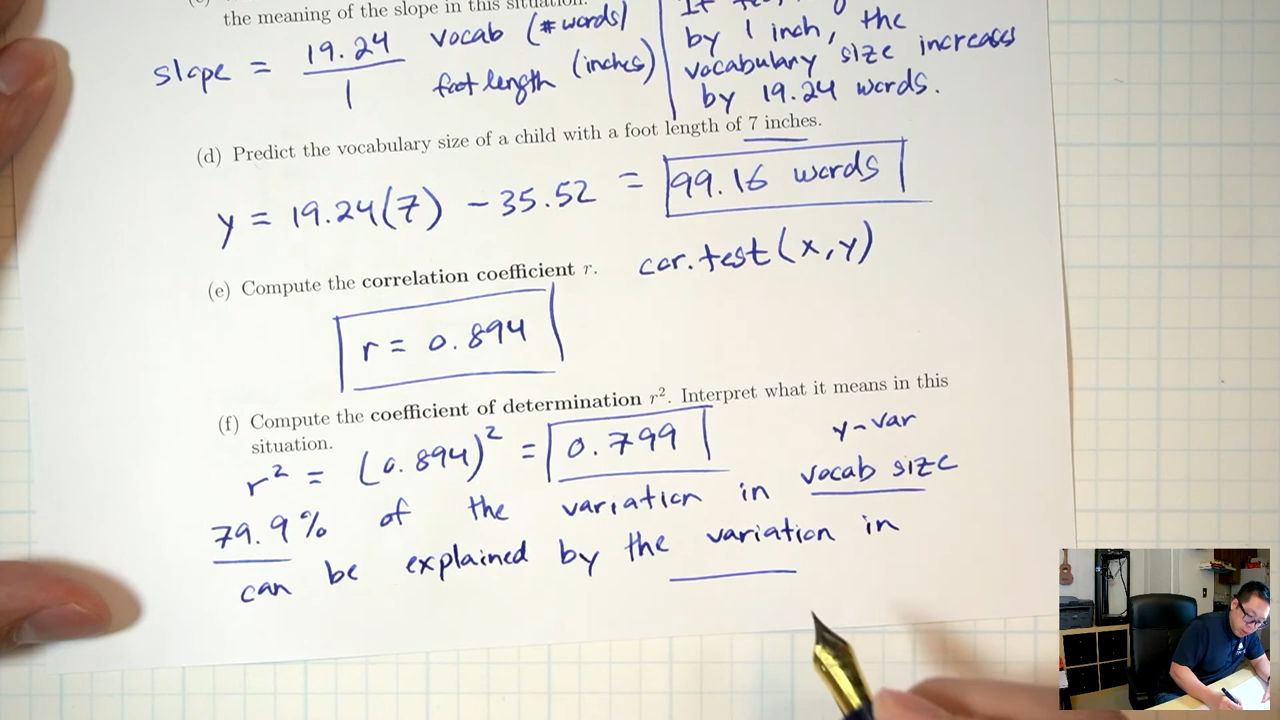 the meaning of the slope in this situation.
slope = 19.24 / 1 vocab (# words) / foot length (inches)
by 1 inch, the
vocabulary size increases
by 19.24 words.
(d) Predict the vocabulary size of a child with a foot length of 7 inches.
y = 19.24(7) - 35.52 = 99.16 words
(e) Compute the correlation coefficient r. cor.test(x,y)
r = 0.894
(f) Compute the coefficient of determination r². Interpret what it means in this
situation.
r² = (0.894)² = 0.799 y-var
79.9% of the variation in vocab size
can be explained by the variation in